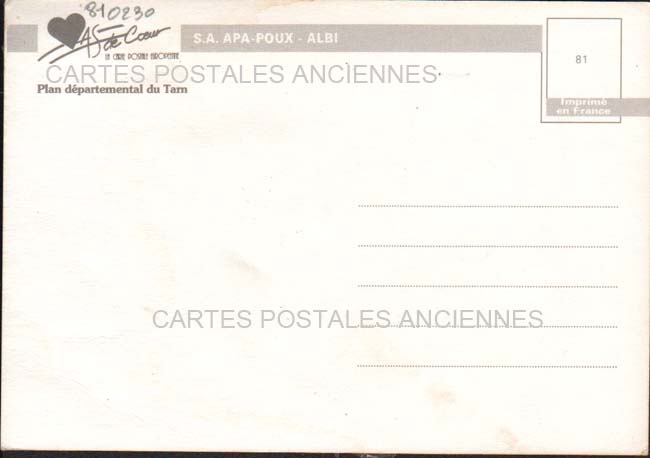 810230
AS de Cœur
LA CARTE POSTALE EUROPEENNE
S.A. APA-POUX - ALBI
CARTES POSTALES ANCIENNES
Plan départemental du Tarn
81
Imprimé
en France
CARTES POSTALES ANCIENNES